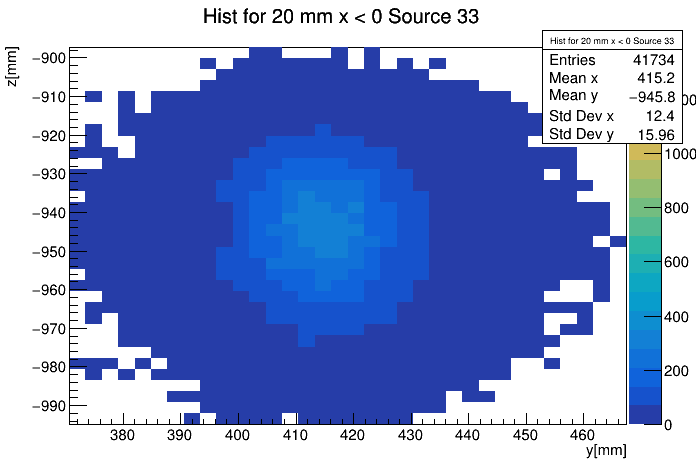 Hist for 20 mm x < 0 Source 33
Hist for 20 mm x < 0 Source 33
Entries 41734
Mean x 415.2
Mean y −945.8
Std Dev x 12.4
Std Dev y 15.96
z[mm]
−900
−910
−920
−930
−940
−950
−960
−970
−980
−990
380 390 400 410 420 430 440 450 460
y[mm]
1000
800
600
400
200
0